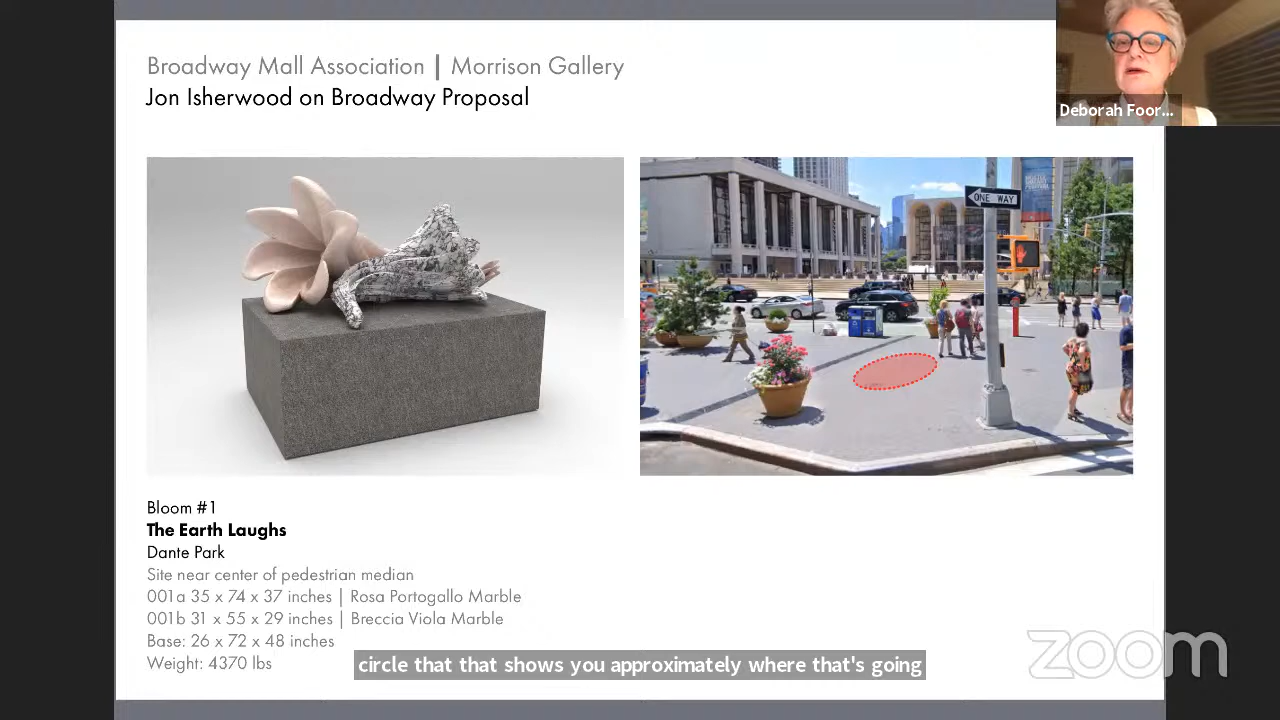 Broadway Mall Association | Morrison Gallery
Jon Isherwood on Broadway Proposal
Deborah Foor...
ONE WAY
Bloom #1
The Earth Laughs
Dante Park
Site near center of pedestrian median
001a 35 x 74 x 37 inches | Rosa Portogallo Marble
001b 31 x 55 x 29 inches | Breccia Viola Marble
Base: 26 x 72 x 48 inches
Weight: 4370 lbs
circle that that shows you approximately where that's going
zoom